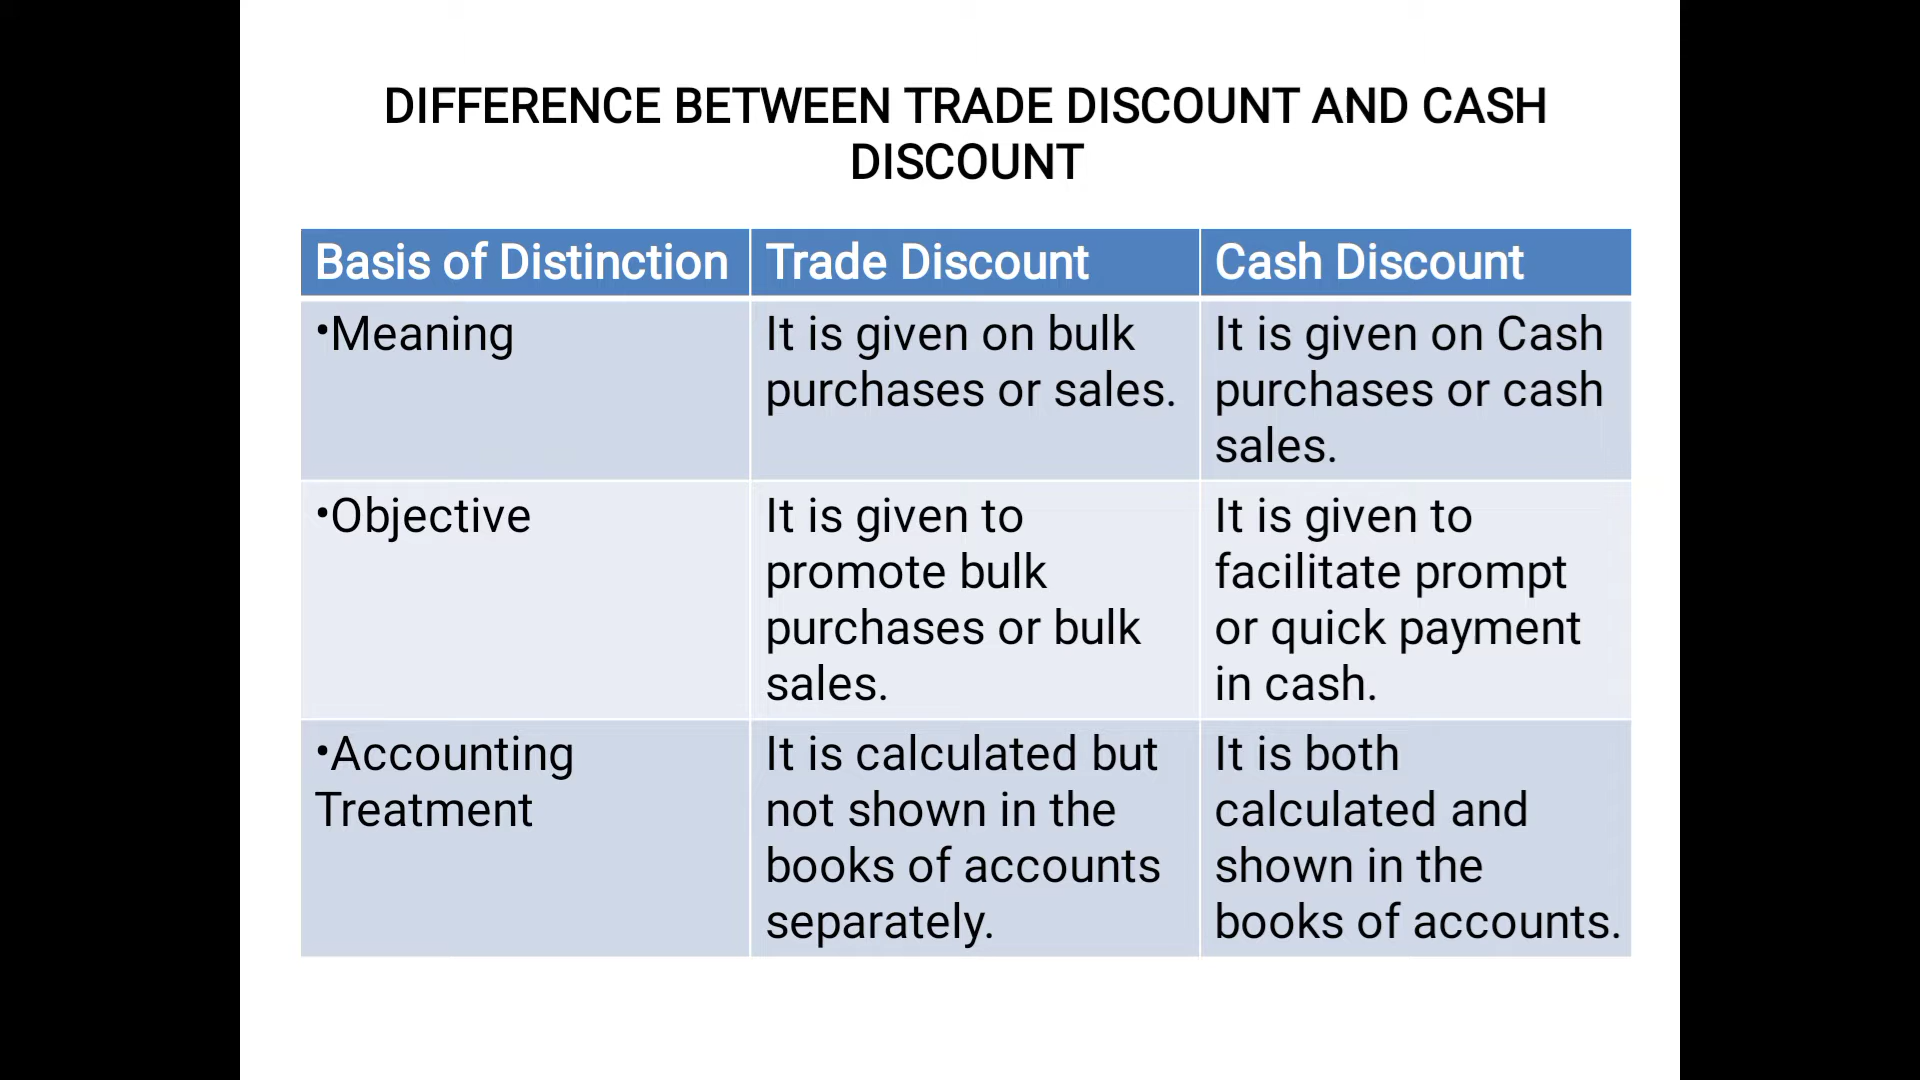 DIFFERENCE BETWEEN TRADE DISCOUNT AND CASH
DISCOUNT
Basis of Distinction
Trade Discount
Cash Discount
•Meaning
It is given on bulk
purchases or sales.
It is given on Cash
purchases or cash
sales.
•Objective
It is given to
promote bulk
purchases or bulk
sales.
It is given to
facilitate prompt
or quick payment
in cash.
•Accounting
Treatment
It is calculated but
not shown in the
books of accounts
separately.
It is both
calculated and
shown in the
books of accounts.